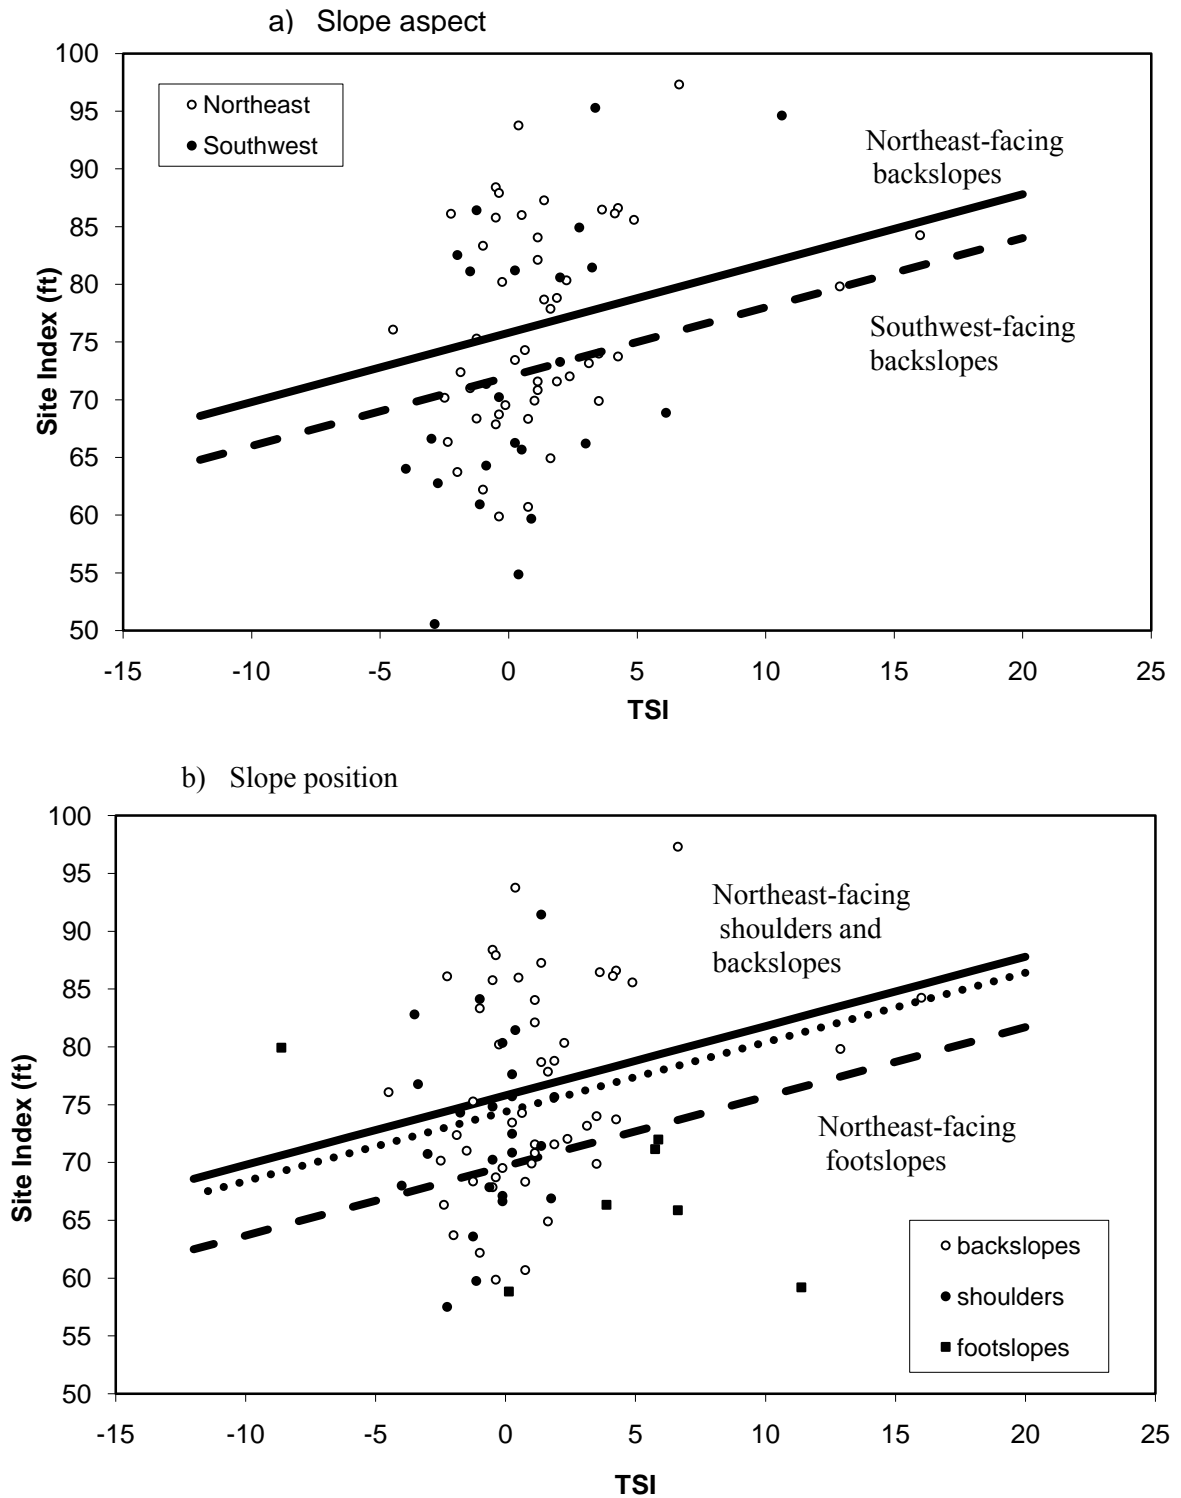 a) Slope aspect
100
95
90
85
80
75
70
65
60
55
50
Site Index (ft)
Northeast
Southwest
Northeast-facing
backslopes
Southwest-facing
backslopes
-15 -10 -5 0 5 10 15 20 25
TSI
b) Slope position
100
95
90
85
80
75
70
65
60
55
50
Site Index (ft)
Northeast-facing
shoulders and
backslopes
Northeast-facing
footslopes
backslopes
shoulders
footslopes
-15 -10 -5 0 5 10 15 20 25
TSI